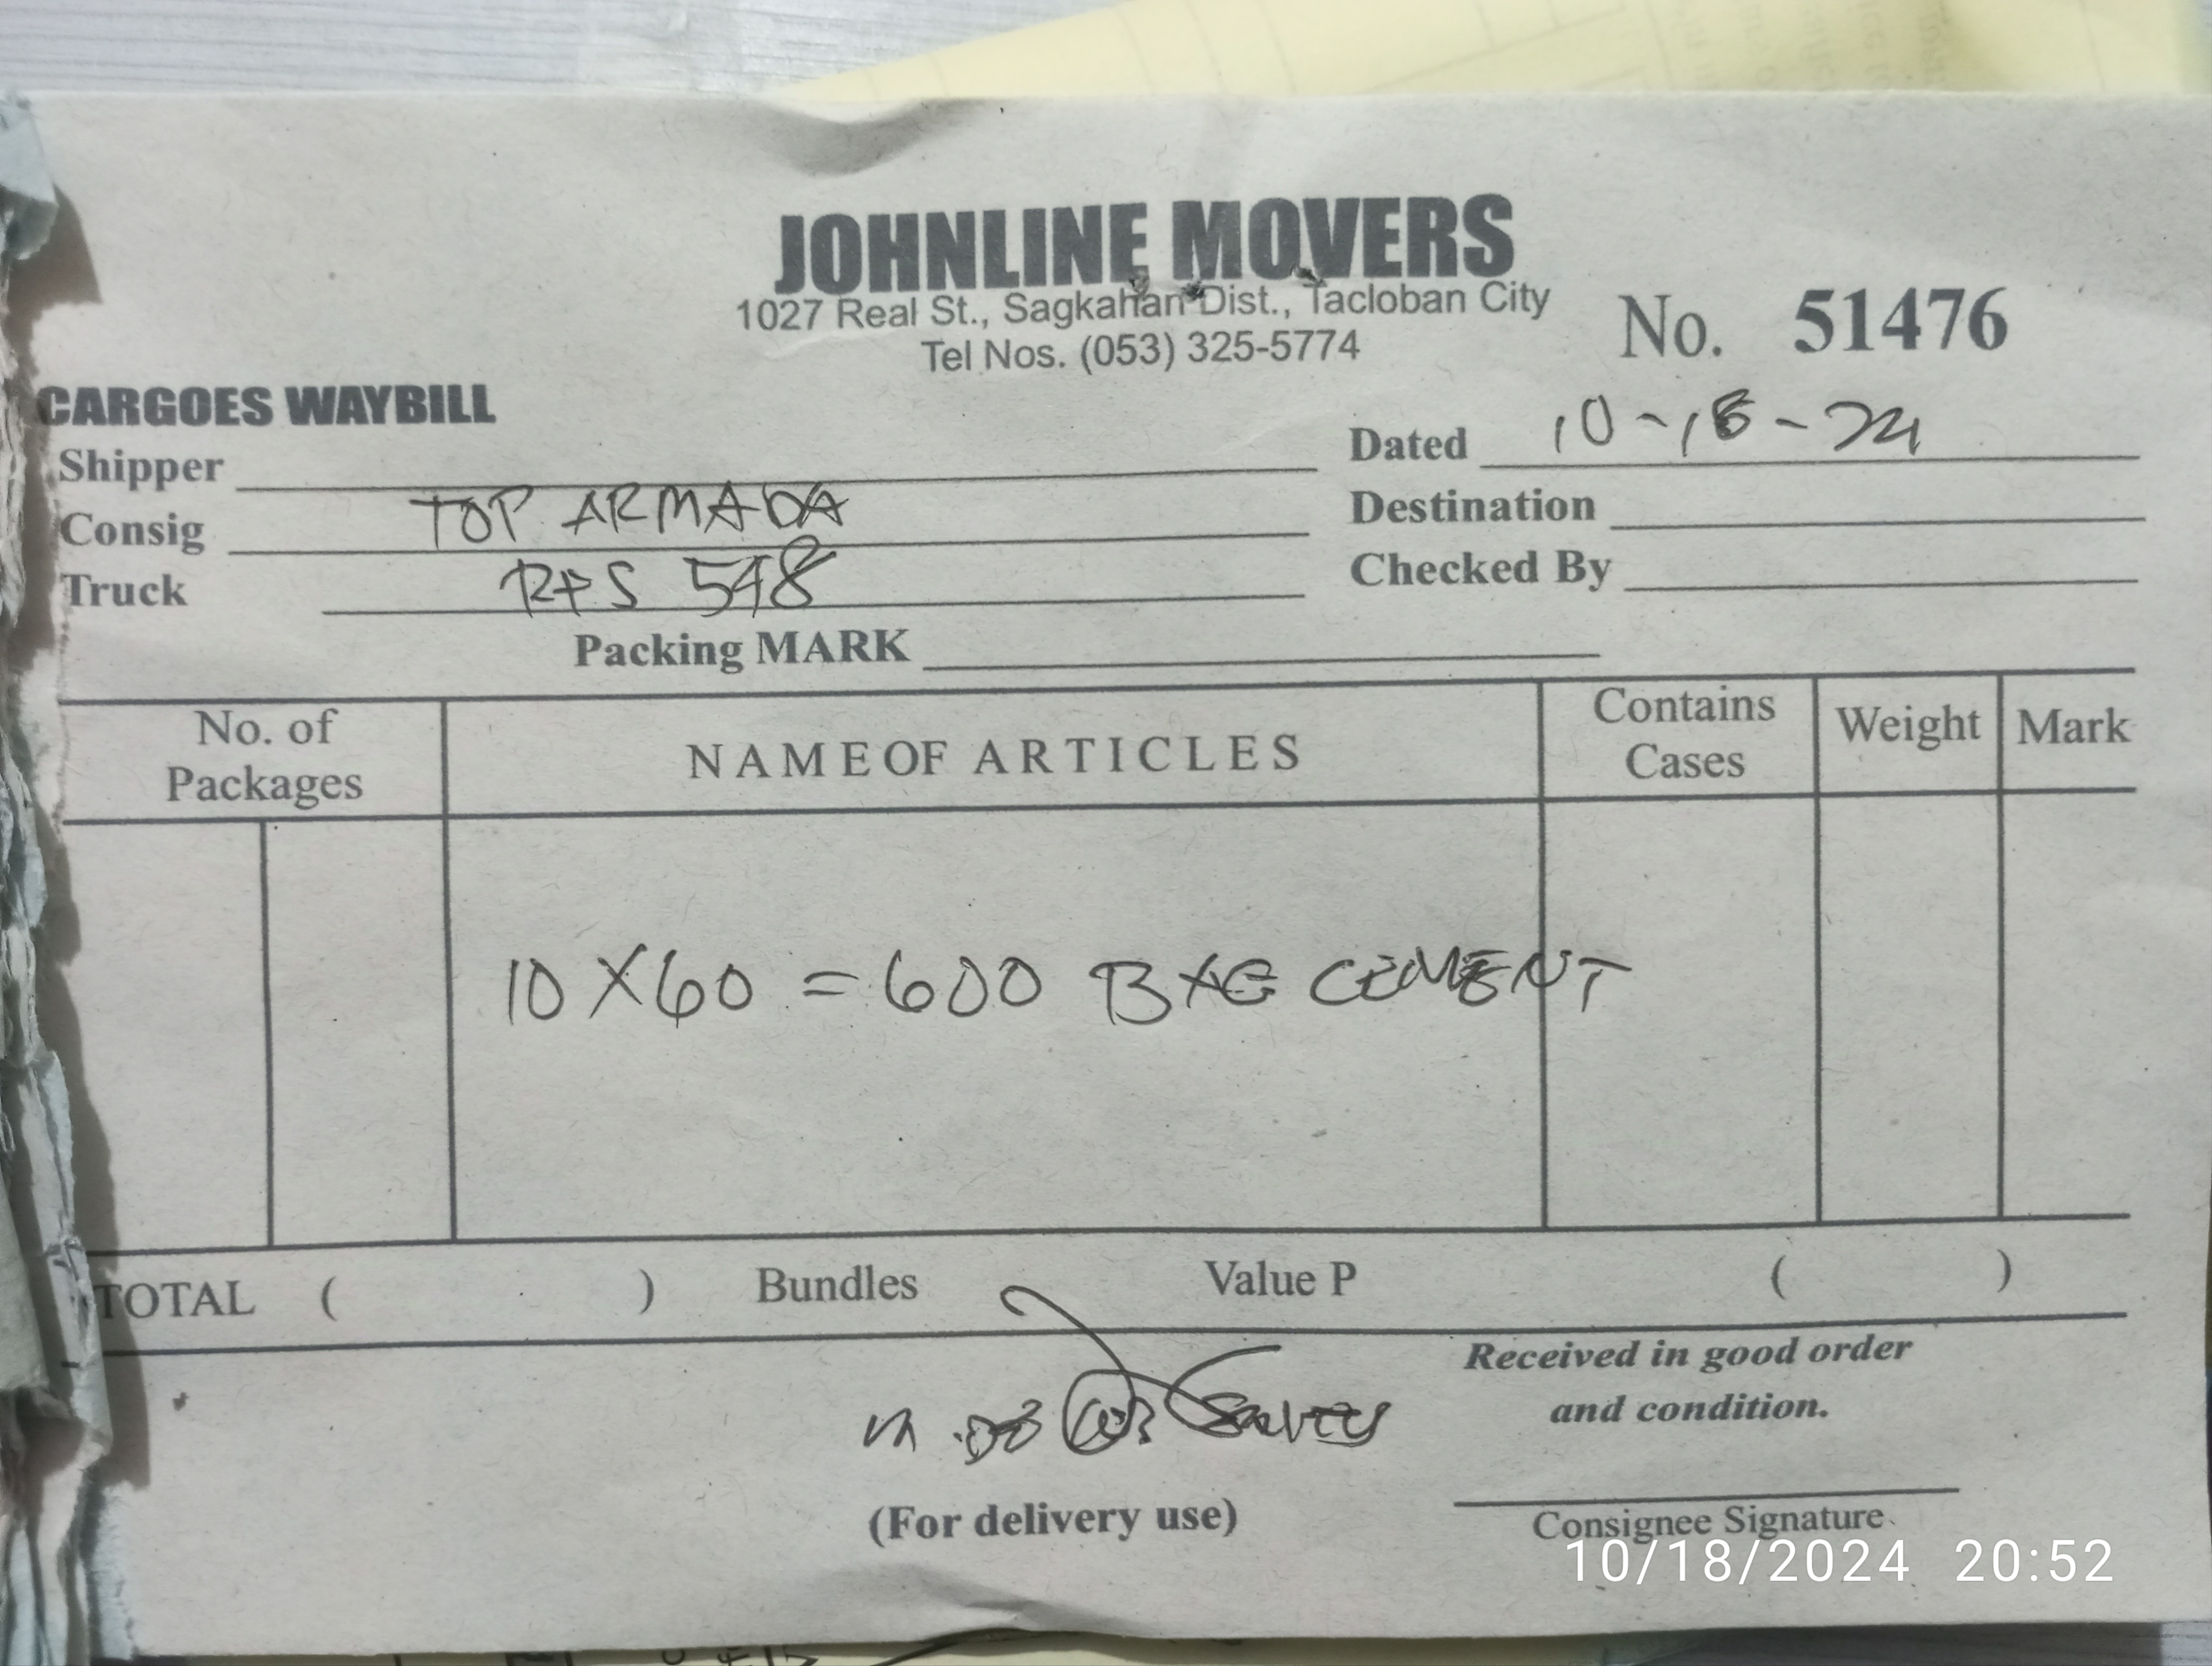 JOHNLINE MOVERS
1027 Real St., Sagkahan Dist., Tacloban City
Tel Nos. (053) 325-5774
No. 51476
CARGOES WAYBILL
Dated 10-18-24
Shipper
Destination
Consig TOP ARMADA
Checked By
Truck 548
Packing MARK
No. of Packages
NAME OF ARTICLES
Contains Cases
Weight
Mark
10 X 60 = 600 BAG CEMENT
TOTAL ( ) Bundles Value P ( )
Received in good order
and condition.
(For delivery use)
Consignee Signature
10/18/2024 20:52